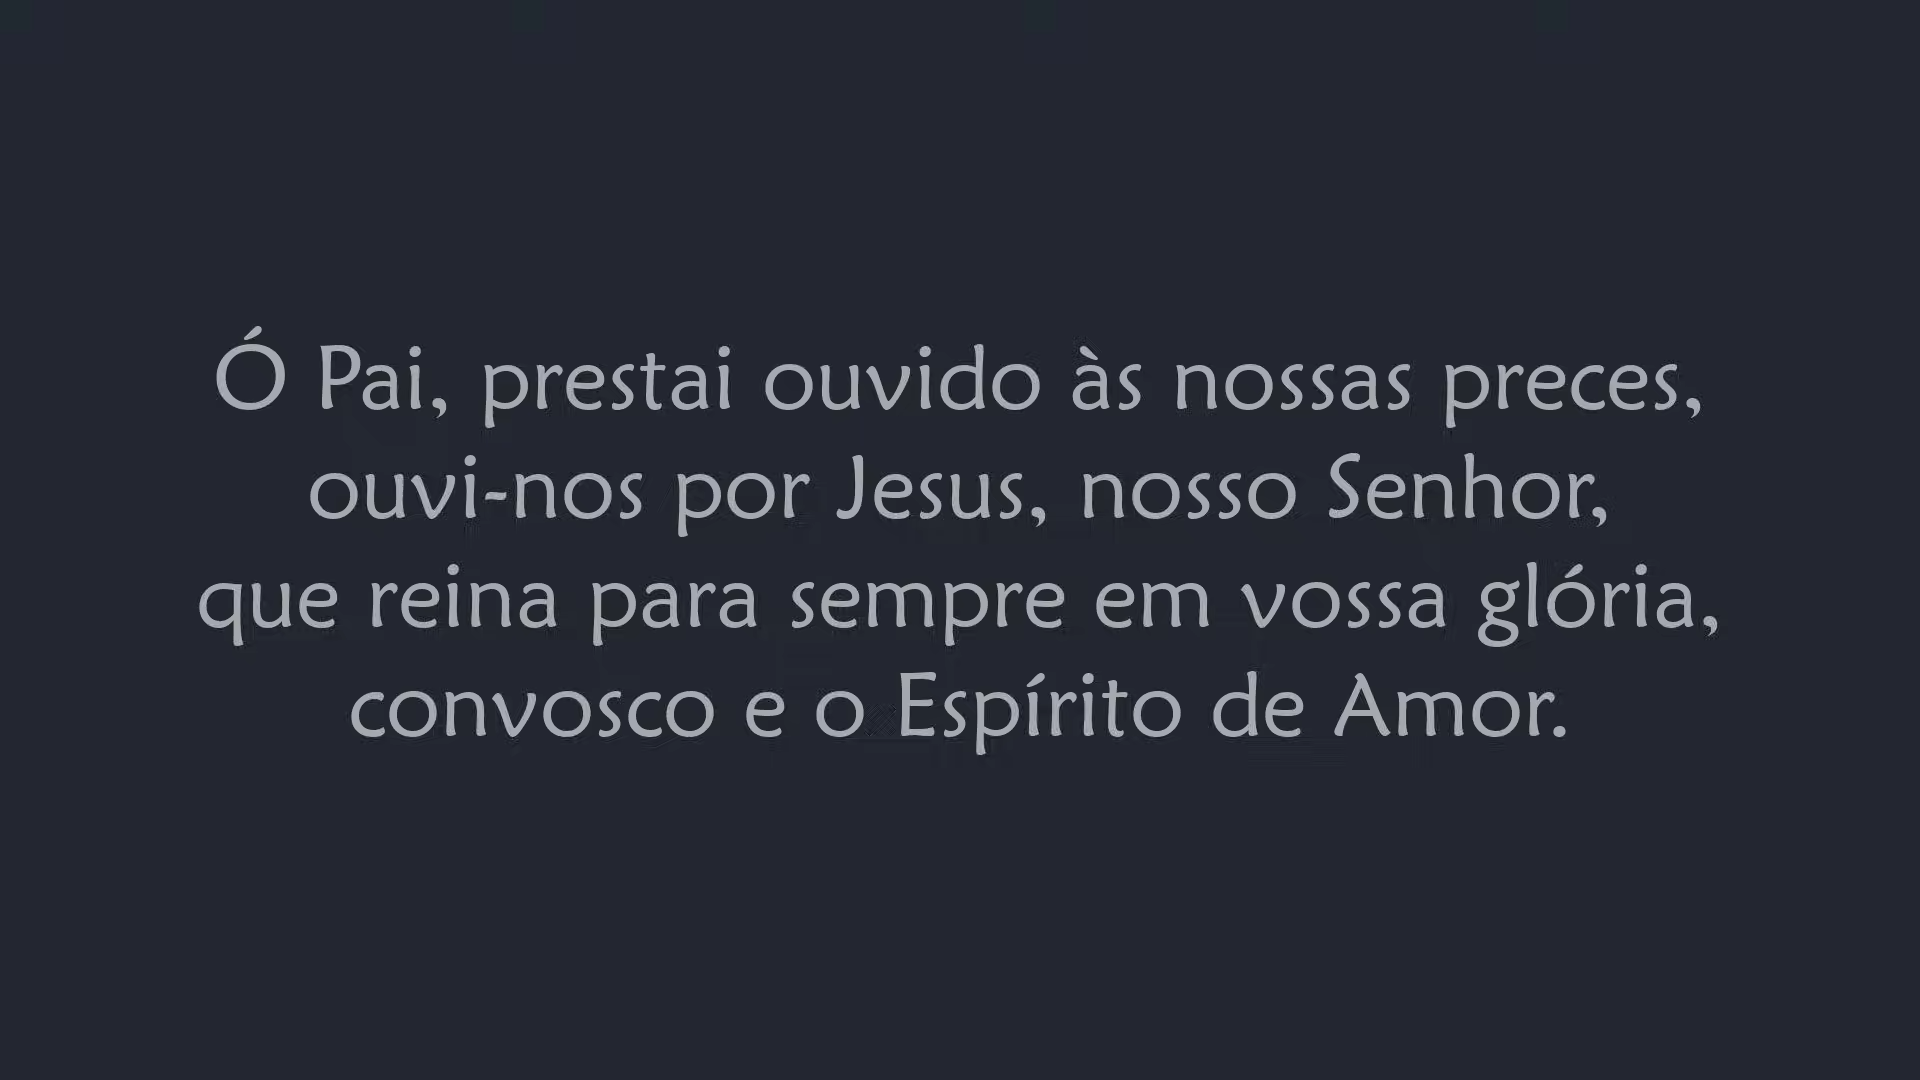 Ó Pai, prestai ouvido às nossas preces,
ouvi-nos por Jesus, nosso Senhor,
que reina para sempre em vossa glória,
convosco e o Espírito de Amor.